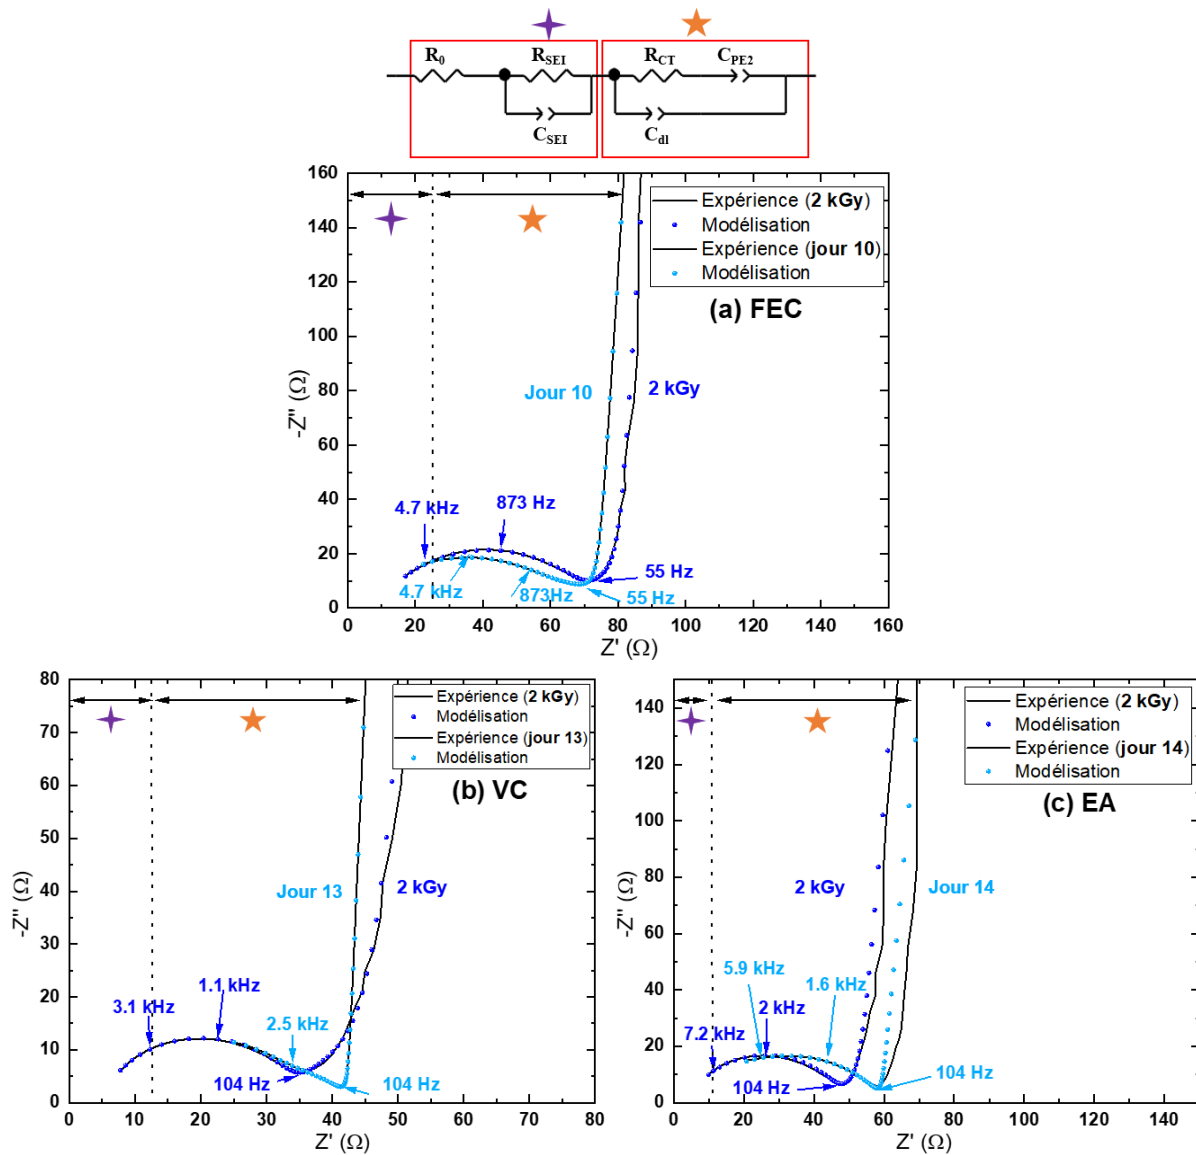 R0 RSEI RCT CPE2
CSEI Cdl
160
140
120
100
80
60
40
20
0
-Z'' (Ω)
Expérience (2 kGy)
Modélisation
Expérience (jour 10)
Modélisation
(a) FEC
Jour 10
2 kGy
4.7 kHz
873 Hz
55 Hz
4.7 kHz
873Hz
55 Hz
0 20 40 60 80 100 120 140 160
Z' (Ω)
80
70
60
50
40
30
20
10
0
-Z'' (Ω)
Expérience (2 kGy)
Modélisation
Expérience (jour 13)
Modélisation
(b) VC
Jour 13
2 kGy
3.1 kHz
1.1 kHz
2.5 kHz
104 Hz
104 Hz
0 10 20 30 40 50 60 70 80
Z' (Ω)
140
120
100
80
60
40
20
0
-Z'' (Ω)
Expérience (2 kGy)
Modélisation
Expérience (jour 14)
Modélisation
(c) EA
2 kGy
Jour 14
5.9 kHz
1.6 kHz
2 kHz
7.2 kHz
104 Hz
104 Hz
0 20 40 60 80 100 120 140
Z' (Ω)